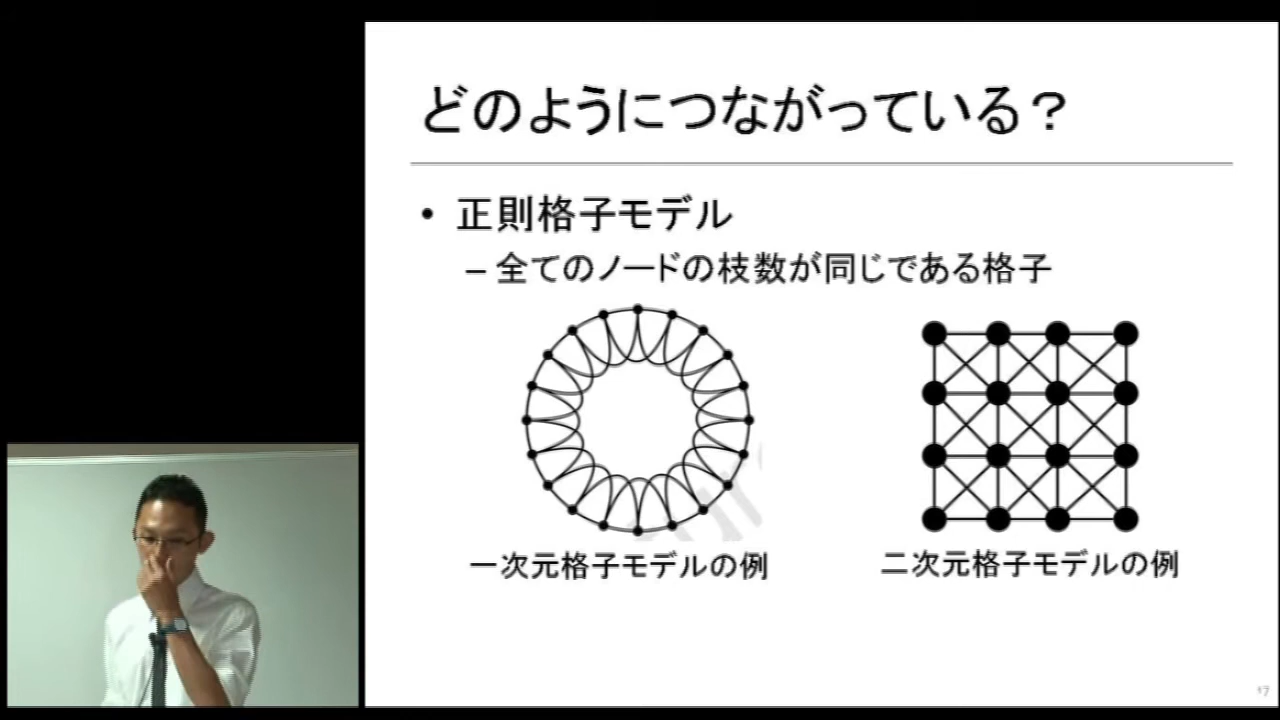 どのようにつながっている？
• 正則格子モデル
– 全てのノードの枝数が同じである格子
一次元格子モデルの例
二次元格子モデルの例
17